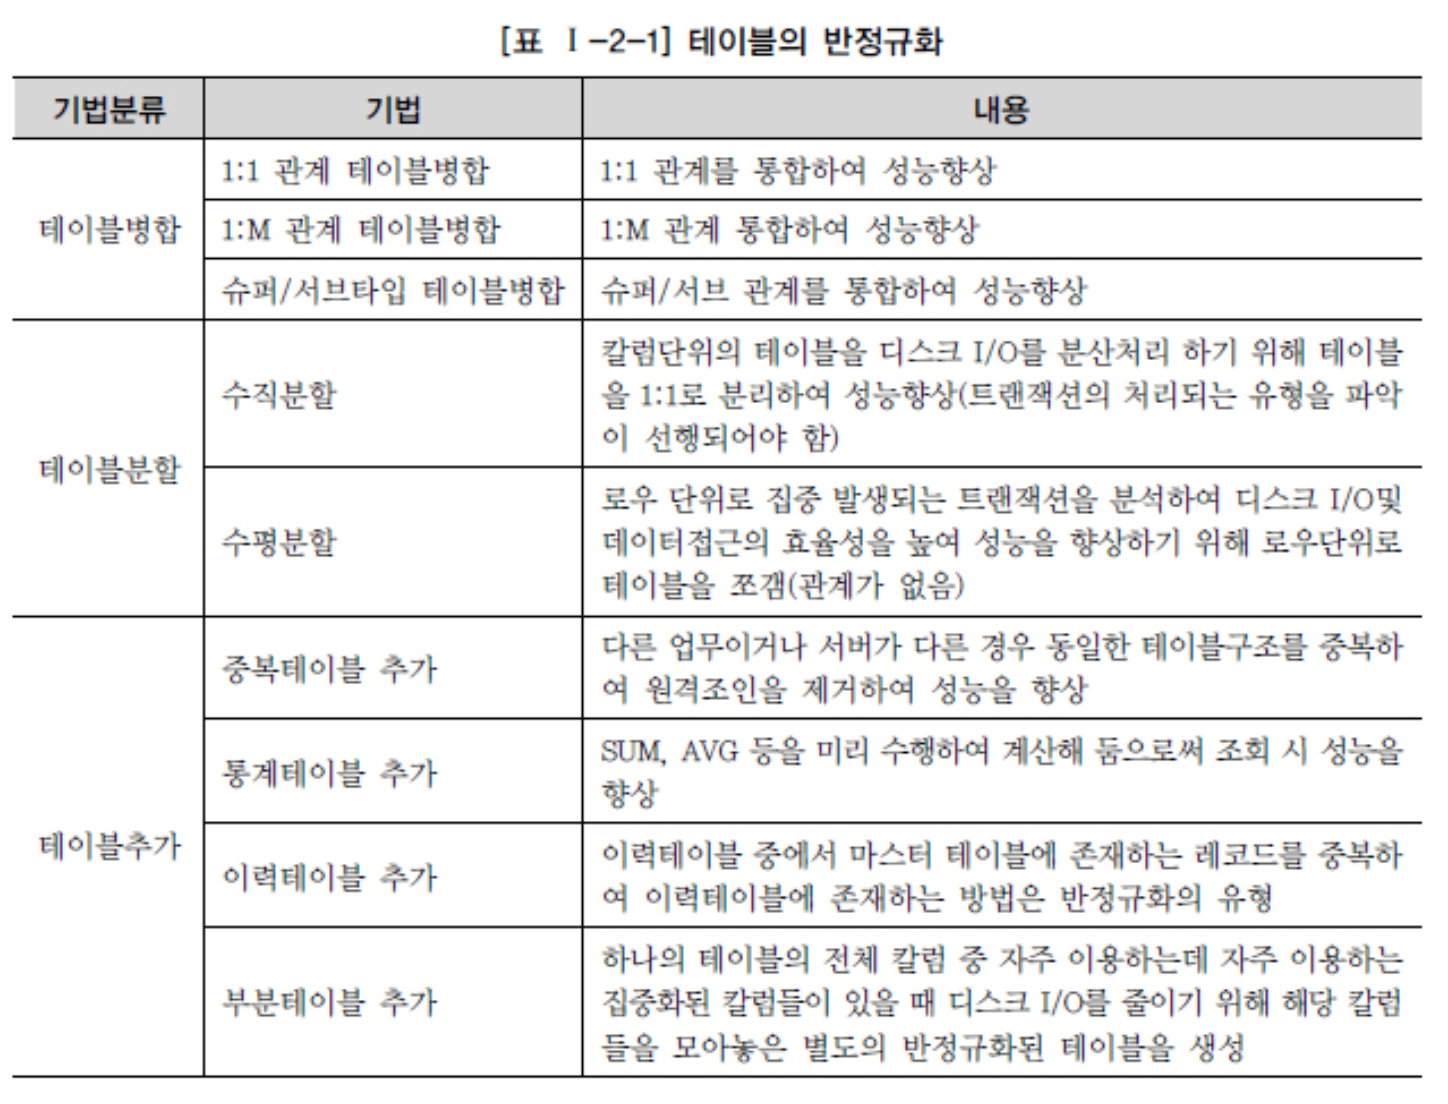 [표 Ⅰ-2-1] 테이블의 반정규화
기법분류 기법 내용
테이블병합
1:1 관계 테이블병합
1:1 관계를 통합하여 성능향상
1:M 관계 테이블병합
1:M 관계 통합하여 성능향상
슈퍼/서브타입 테이블병합
슈퍼/서브 관계를 통합하여 성능향상
테이블분할
수직분할
칼럼단위의 테이블을 디스크 I/O를 분산처리 하기 위해 테이블
을 1:1로 분리하여 성능향상(트랜잭션의 처리되는 유형을 파악
이 선행되어야 함)
수평분할
로우 단위로 집중 발생되는 트랜잭션을 분석하여 디스크 I/O및
데이터접근의 효율성을 높여 성능을 향상하기 위해 로우단위로
테이블을 쪼갬(관계가 없음)
테이블추가
중복테이블 추가
다른 업무이거나 서버가 다른 경우 동일한 테이블구조를 중복하
여 원격조인을 제거하여 성능을 향상
통계테이블 추가
SUM, AVG 등을 미리 수행하여 계산해 둠으로써 조회 시 성능을
향상
이력테이블 추가
이력테이블 중에서 마스터 테이블에 존재하는 레코드를 중복하
여 이력테이블에 존재하는 방법은 반정규화의 유형
부분테이블 추가
하나의 테이블의 전체 칼럼 중 자주 이용하는데 자주 이용하는
집중화된 칼럼들이 있을 때 디스크 I/O를 줄이기 위해 해당 칼럼
들을 모아놓은 별도의 반정규화된 테이블을 생성